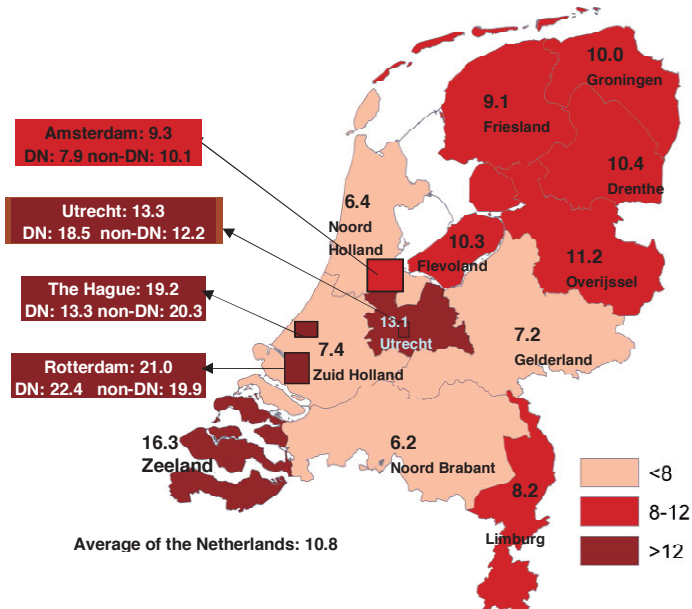 10.0
Groningen
9.1
Friesland
Amsterdam: 9.3
DN: 7.9 non-DN: 10.1
10.4
Drenthe
6.4
Noord
Holland
Utrecht: 13.3
DN: 18.5 non-DN: 12.2
10.3
Flevoland
11.2
Overijssel
The Hague: 19.2
DN: 13.3 non-DN: 20.3
13.1
Utrecht
7.2
Gelderland
7.4
Zuid Holland
Rotterdam: 21.0
DN: 22.4 non-DN: 19.9
16.3
Zeeland
6.2
Noord Brabant
8.2
Limburg
<8
8-12
>12
Average of the Netherlands: 10.8